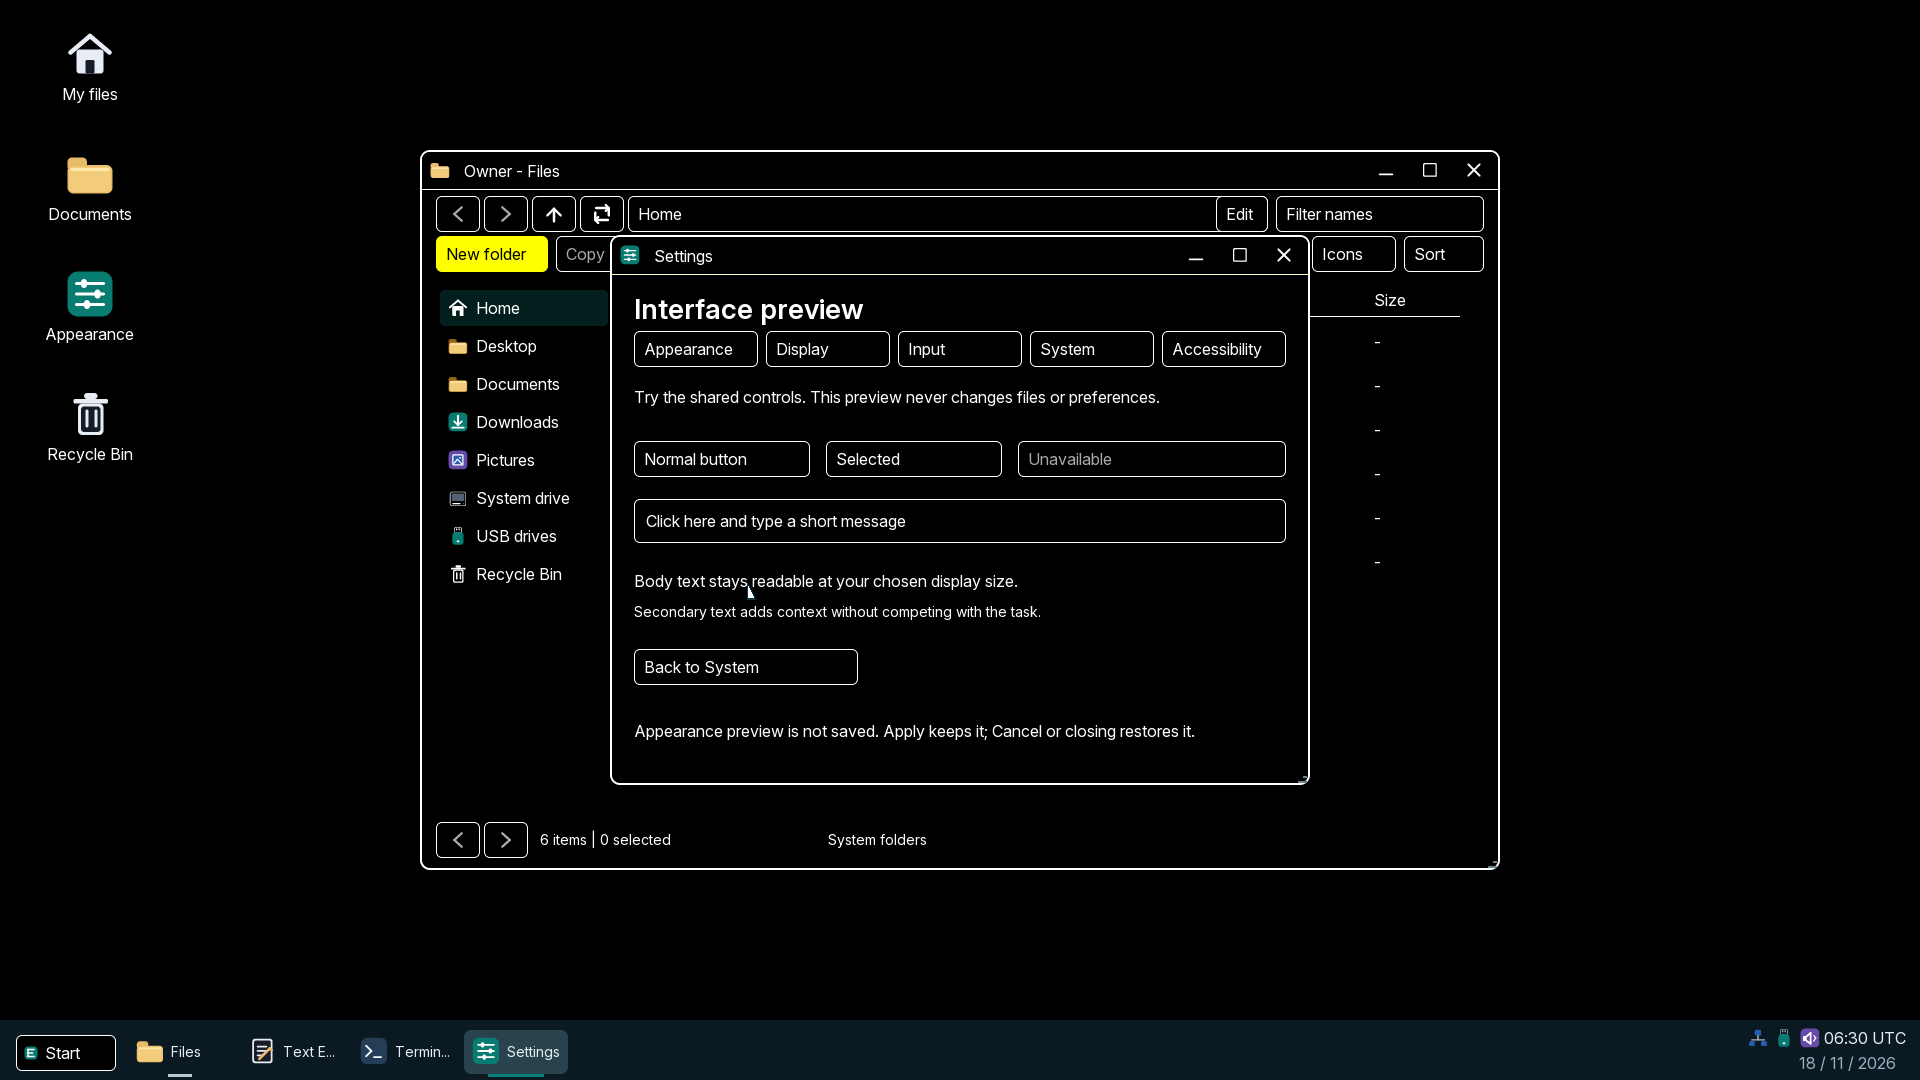 My files
Documents
Appearance
Recycle Bin
Owner - Files
Home
Edit
Filter names
New folder
Copy
Icons
Sort
Size
Home
Desktop
Documents
Downloads
Pictures
System drive
USB drives
Recycle Bin
-
-
-
-
-
-
Settings
Interface preview
Appearance
Display
Input
System
Accessibility
Try the shared controls. This preview never changes files or preferences.
Normal button
Selected
Unavailable
Click here and type a short message
Body text stays readable at your chosen display size.
Secondary text adds context without competing with the task.
Back to System
Appearance preview is not saved. Apply keeps it; Cancel or closing restores it.
6 items | 0 selected
System folders
Start
Files
Text E...
Termin...
Settings
06:30 UTC
18 / 11 / 2026